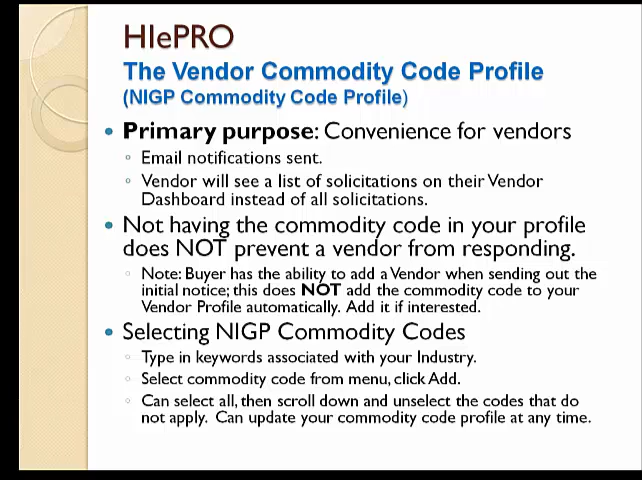 HIePRO
The Vendor Commodity Code Profile
(NIGP Commodity Code Profile)
• Primary purpose: Convenience for vendors
◦ Email notifications sent.
◦ Vendor will see a list of solicitations on their Vendor
Dashboard instead of all solicitations.
• Not having the commodity code in your profile
does NOT prevent a vendor from responding.
◦ Note: Buyer has the ability to add a Vendor when sending out the
initial notice; this does NOT add the commodity code to your
Vendor Profile automatically. Add it if interested.
• Selecting NIGP Commodity Codes
◦ Type in keywords associated with your Industry.
◦ Select commodity code from menu, click Add.
◦ Can select all, then scroll down and unselect the codes that do
not apply. Can update your commodity code profile at any time.